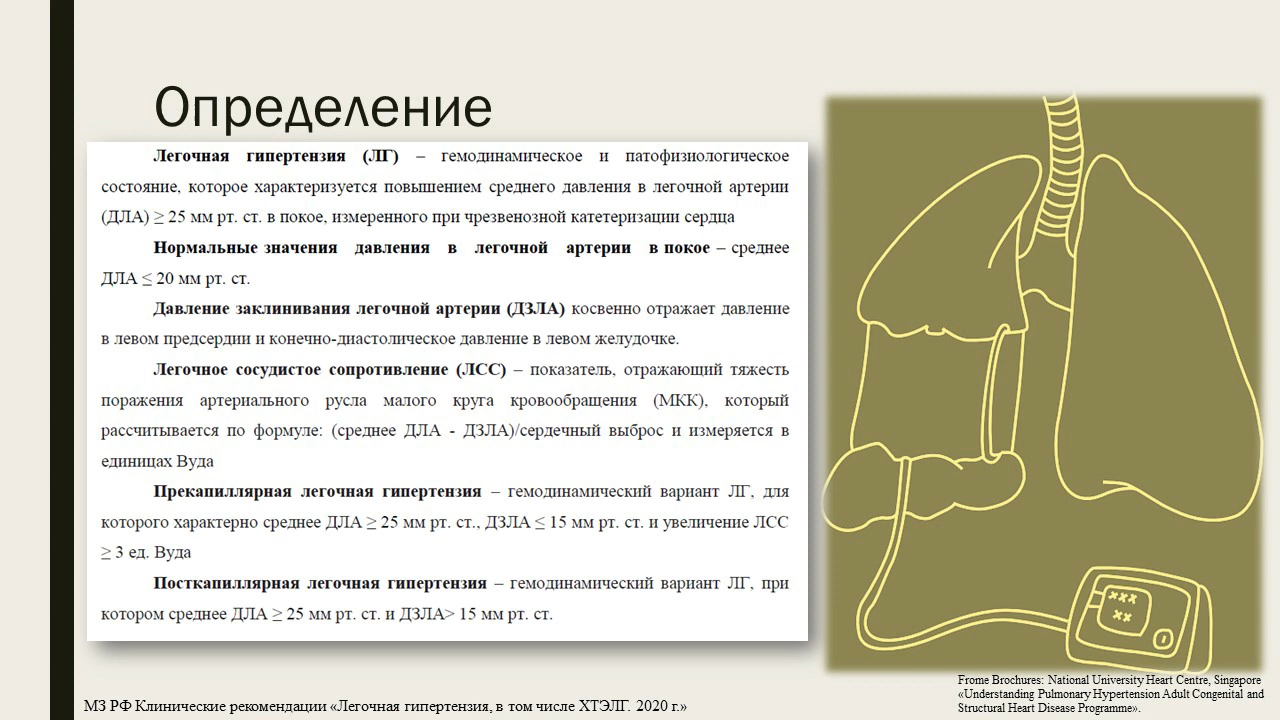 Определение
Легочная гипертензия (ЛГ) – гемодинамическое и патофизиологическое
состояние, которое характеризуется повышением среднего давления в легочной артерии
(ДЛА) ≥ 25 мм рт. ст. в покое, измеренного при чрезвенозной катетеризации сердца
Нормальные значения давления в легочной артерии в покое – среднее
ДЛА ≤ 20 мм рт. ст.
Давление заклинивания легочной артерии (ДЗЛА) косвенно отражает давление
в левом предсердии и конечно-диастолическое давление в левом желудочке.
Легочное сосудистое сопротивление (ЛСС) – показатель, отражающий тяжесть
поражения артериального русла малого круга кровообращения (МКК), который
рассчитывается по формуле: (среднее ДЛА - ДЗЛА)/сердечный выброс и измеряется в
единицах Вуда
Прекапиллярная легочная гипертензия – гемодинамический вариант ЛГ, для
которого характерно среднее ДЛА ≥ 25 мм рт. ст., ДЗЛА ≤ 15 мм рт. ст. и увеличение ЛСС
≥ 3 ед. Вуда
Посткапиллярная легочная гипертензия – гемодинамический вариант ЛГ, при
котором среднее ДЛА ≥ 25 мм рт. ст. и ДЗЛА> 15 мм рт. ст.
Frome Brochures: National University Heart Centre, Singapore
«Understanding Pulmonary Hypertension Adult Congenital and
Structural Heart Disease Programme».
МЗ РФ Клинические рекомендации «Легочная гипертензия, в том числе ХТЭЛГ. 2020 г.»